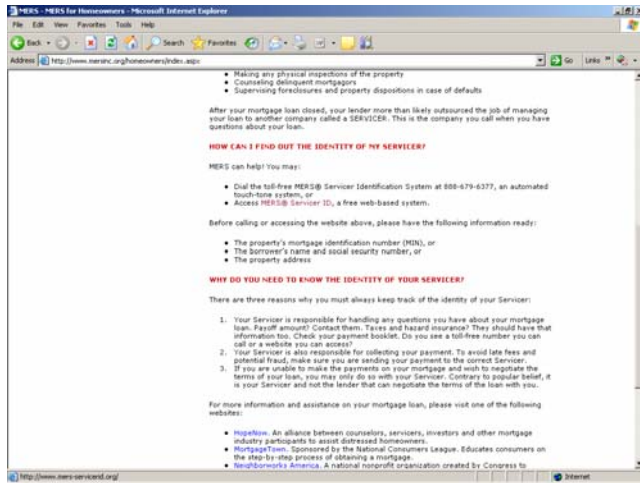 MERS - MERS for Homeowners - Microsoft Internet Explorer
File Edit View Favorites Tools Help
Back Search Favorites
Address http://www.mersinc.org/homeowners/index.aspx Go Links
Making any physical inspections of the property
Counseling delinquent mortgagors
Supervising foreclosures and property dispositions in case of defaults
After your mortgage loan closed, your lender more than likely outsourced the job of managing
your loan to another company called a SERVICER. This is the company you call when you have
questions about your loan.
HOW CAN I FIND OUT THE IDENTITY OF MY SERVICER?
MERS can help! You may:
Dial the toll-free MERS® Servicer Identification System at 888-679-6377, an automated
touch-tone system, or
Access MERS® Servicer ID, a free web-based system.
Before calling or accessing the website above, please have the following information ready:
The property's mortgage identification number (MIN), or
The borrower's name and social security number, or
The property address
WHY DO YOU NEED TO KNOW THE IDENTITY OF YOUR SERVICER?
There are three reasons why you must always keep track of the identity of your Servicer:
1. Your Servicer is responsible for handling any questions you have about your mortgage
loan. Payoff amount? Contact them. Taxes and hazard insurance? They should have that
information too. Check your payment booklet. Do you see a toll-free number you can
call or a website you can access?
2. Your Servicer is also responsible for collecting your payment. To avoid late fees and
potential fraud, make sure you are sending your payment to the correct Servicer.
3. If you are unable to make the payments on your mortgage and wish to negotiate the
terms of your loan, you may only do so with your Servicer. Contrary to popular belief, it
is your Servicer and not the lender that can negotiate the terms of the loan with you.
For more information and assistance on your mortgage loan, please visit one of the following
websites:
HopeNow. An alliance between counselors, servicers, investors and other mortgage
industry participants to assist distressed homeowners.
MortgageTown. Sponsored by the National Consumers League. Educates consumers on
the step-by-step process of obtaining a mortgage.
Neighborworks America. A national nonprofit organization created by Congress to
http://www.mers-servicerid.org/ Internet